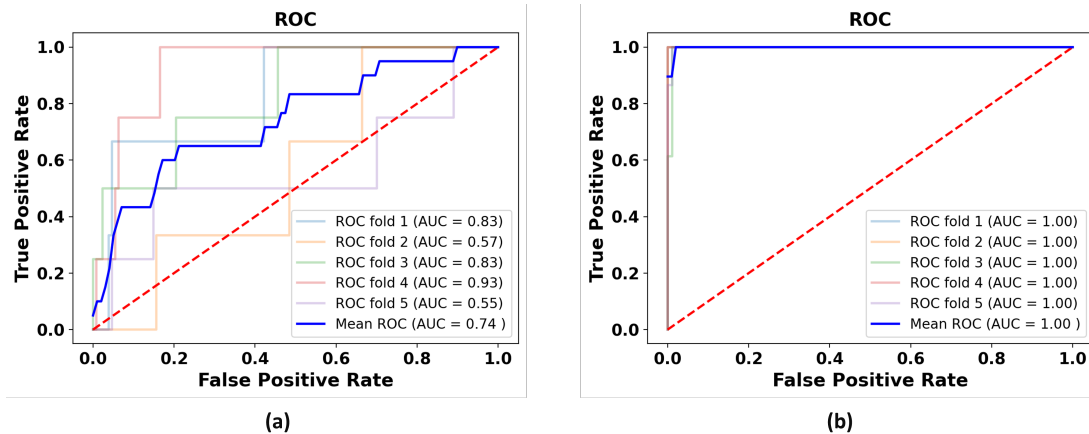 ROC
True Positive Rate
1.0
0.8
0.6
0.4
0.2
0.0
ROC fold 1 (AUC = 0.83)
ROC fold 2 (AUC = 0.57)
ROC fold 3 (AUC = 0.83)
ROC fold 4 (AUC = 0.93)
ROC fold 5 (AUC = 0.55)
Mean ROC (AUC = 0.74 )
0.0 0.2 0.4 0.6 0.8 1.0
False Positive Rate
(a)
ROC
True Positive Rate
1.0
0.8
0.6
0.4
0.2
0.0
ROC fold 1 (AUC = 1.00)
ROC fold 2 (AUC = 1.00)
ROC fold 3 (AUC = 1.00)
ROC fold 4 (AUC = 1.00)
ROC fold 5 (AUC = 1.00)
Mean ROC (AUC = 1.00 )
0.0 0.2 0.4 0.6 0.8 1.0
False Positive Rate
(b)